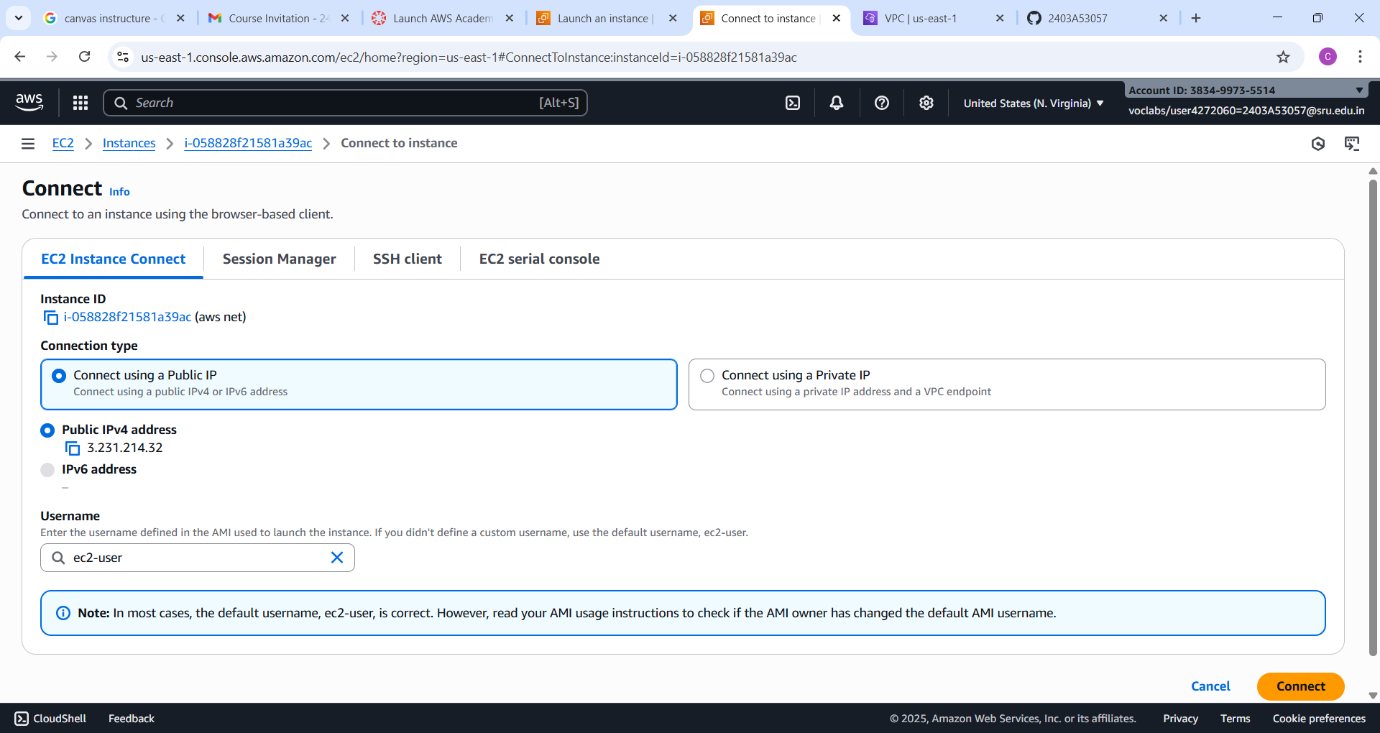 canvas instructure - C
Course Invitation - 24
Launch AWS Academ
Launch an instance |
Connect to instance |
VPC | us-east-1
2403A53057
us-east-1.console.aws.amazon.com/ec2/home?region=us-east-1#ConnectToInstance:instanceId=i-058828f21581a39ac
C
aws
Search
[Alt+S]
United States (N. Virginia)
Account ID: 3834-9973-5514
voclabs/user4272060=2403A53057@sru.edu.in
EC2
Instances
i-058828f21581a39ac
Connect to instance
Connect Info
Connect to an instance using the browser-based client.
EC2 Instance Connect
Session Manager
SSH client
EC2 serial console
Instance ID
i-058828f21581a39ac (aws net)
Connection type
Connect using a Public IP
Connect using a public IPv4 or IPv6 address
Connect using a Private IP
Connect using a private IP address and a VPC endpoint
Public IPv4 address
3.231.214.32
IPv6 address
–
Username
Enter the username defined in the AMI used to launch the instance. If you didn't define a custom username, use the default username, ec2-user.
ec2-user
Note: In most cases, the default username, ec2-user, is correct. However, read your AMI usage instructions to check if the AMI owner has changed the default AMI username.
Cancel
Connect
CloudShell
Feedback
© 2025, Amazon Web Services, Inc. or its affiliates.
Privacy
Terms
Cookie preferences